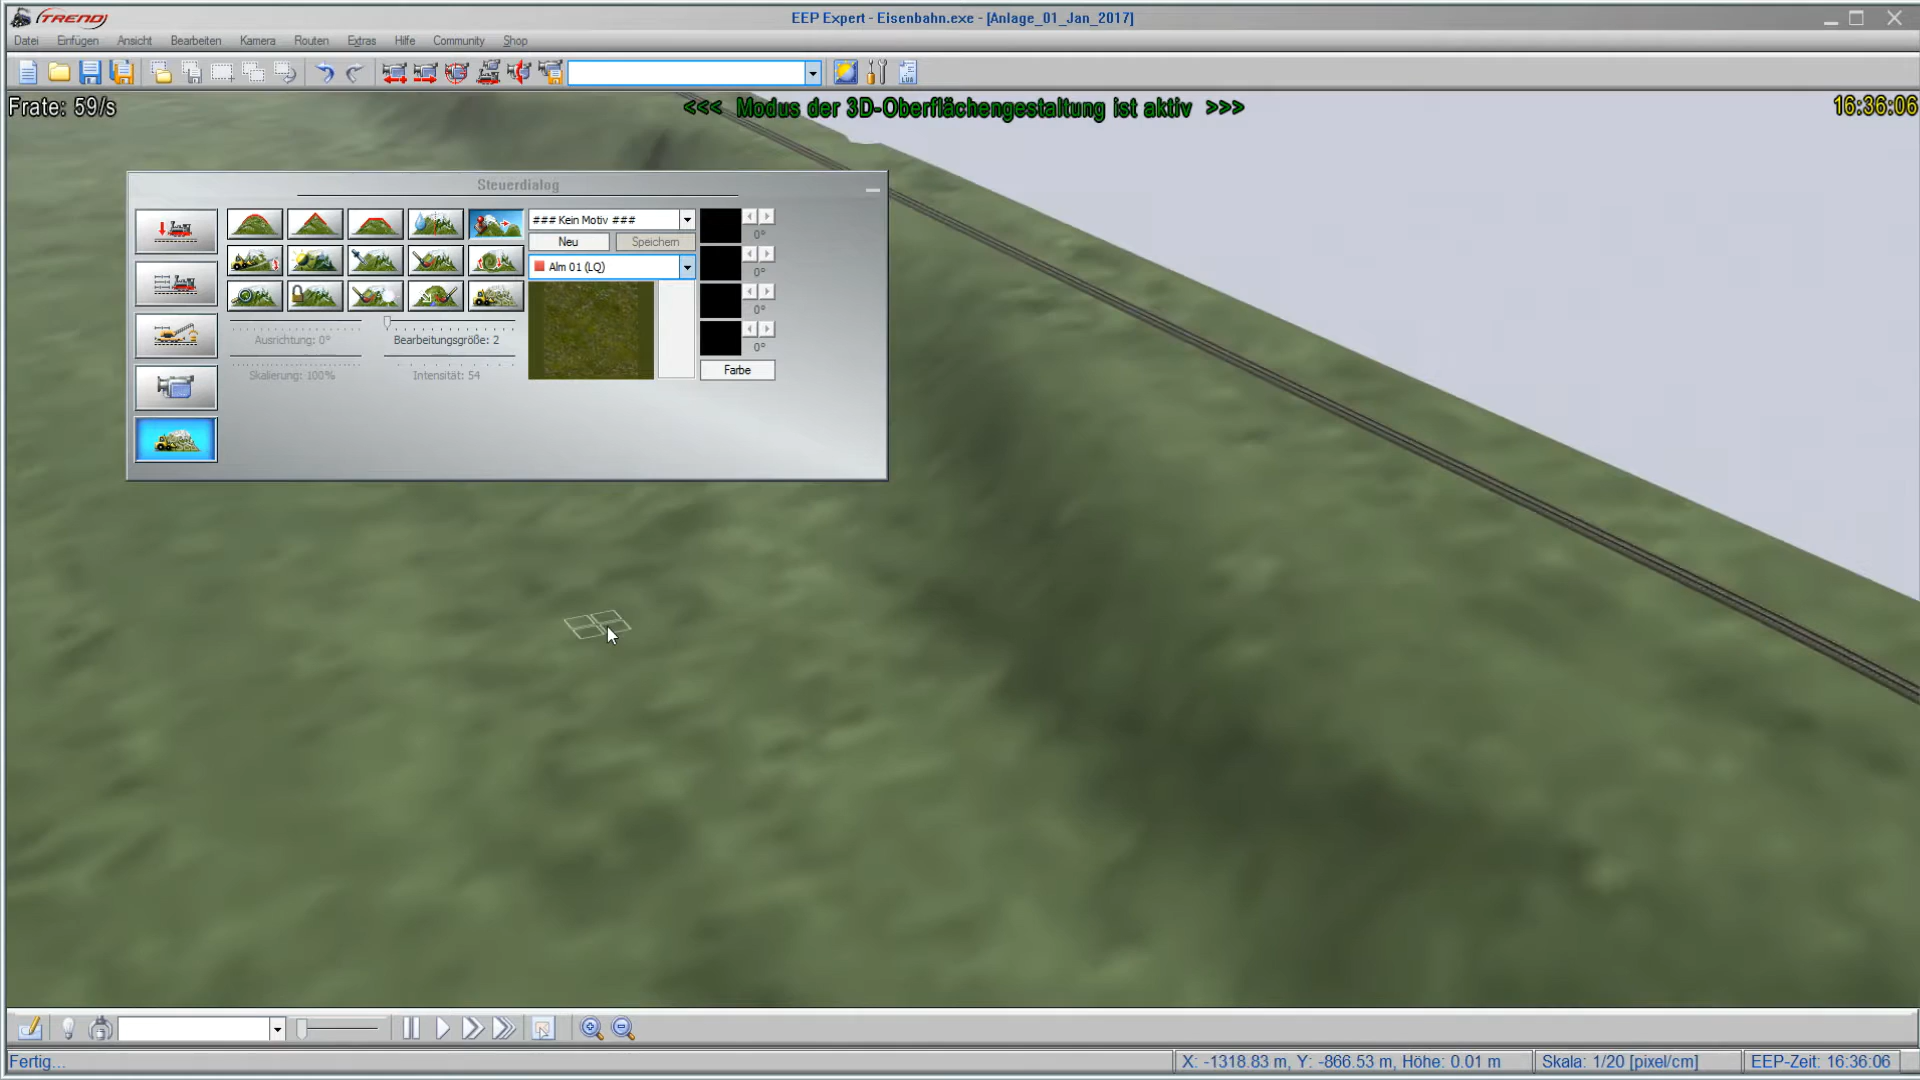 TREND
EEP Expert - Eisenbahn.exe - [Anlage_01_Jan_2017]
Datei Einfügen Ansicht Bearbeiten Kamera Routen Extras Hilfe Community Shop
LUA
Frate: 59/s
<<< Modus der 3D-Oberflächengestaltung ist aktiv >>>
16:36:06
Steuerdialog
### Kein Motiv ###
Neu Speichern
0°
Alm 01 (LQ)
0°
0°
Ausrichtung: 0° Bearbeitungsgröße: 2
0°
Skalierung: 100% Intensität: 54
Farbe
Fertig...
X: -1318.83 m, Y: -866.53 m, Höhe: 0.01 m
Skala: 1/20 [pixel/cm]
EEP-Zeit: 16:36:06